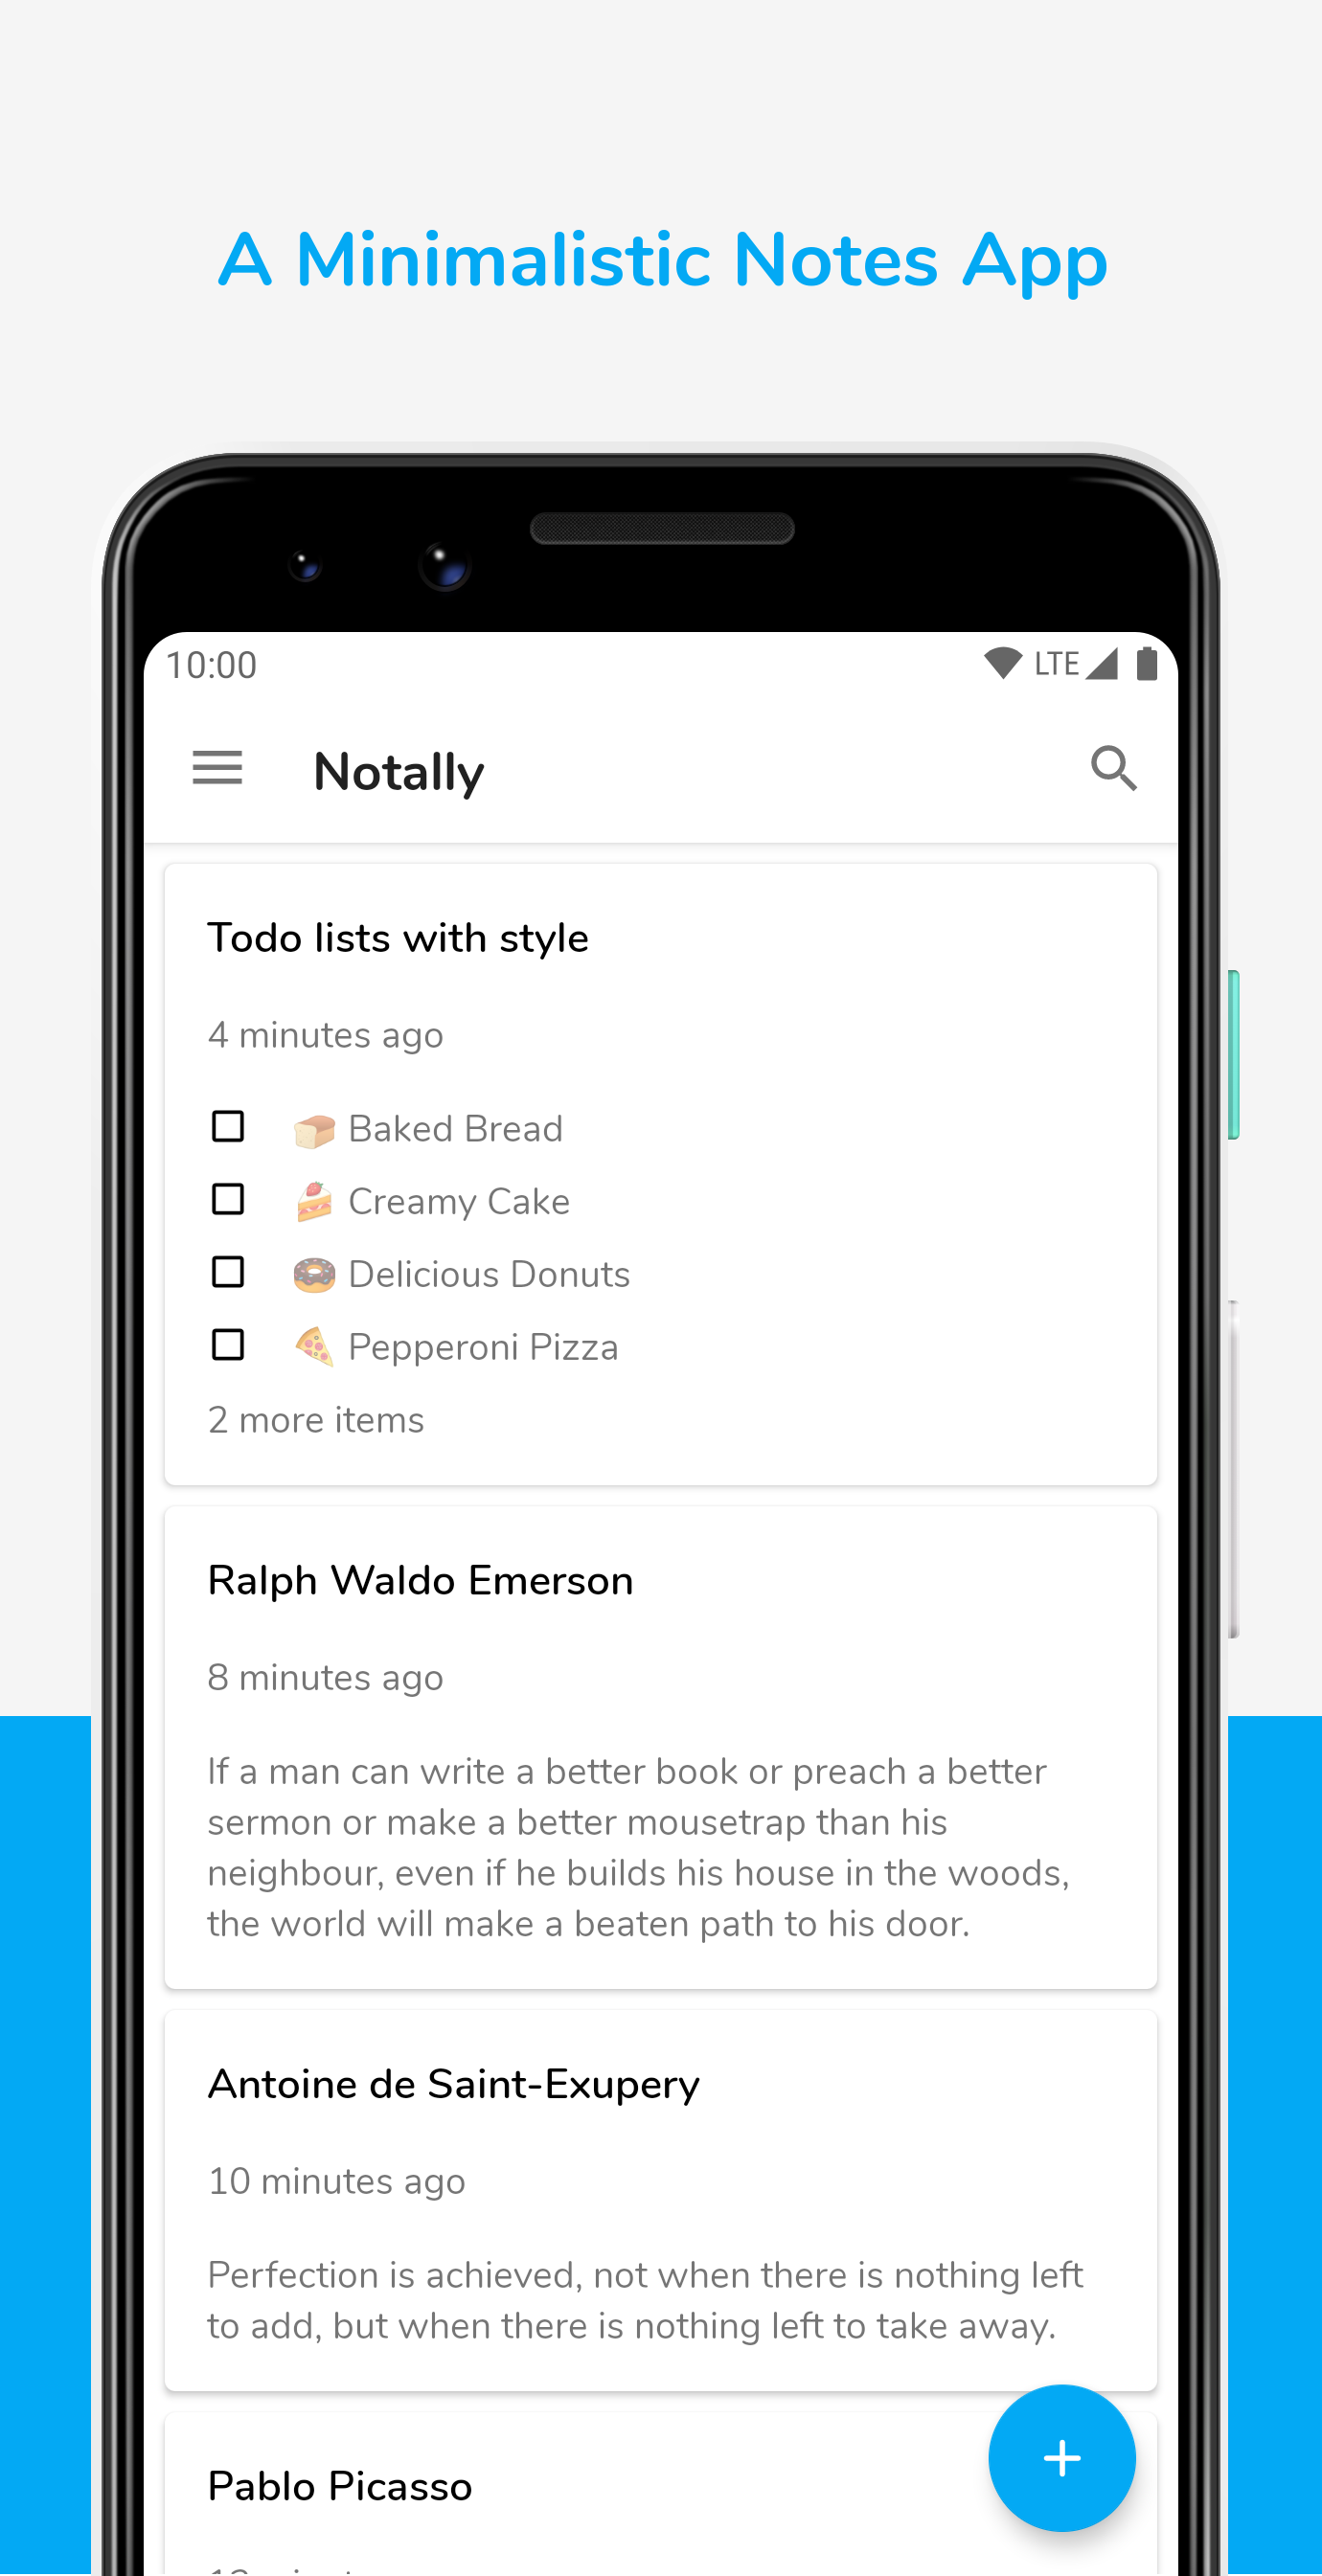 A Minimalistic Notes App
10:00
LTE
Notally
Todo lists with style
4 minutes ago
🍞 Baked Bread
🍰 Creamy Cake
🍩 Delicious Donuts
🍕 Pepperoni Pizza
2 more items
Ralph Waldo Emerson
8 minutes ago
If a man can write a better book or preach a better
sermon or make a better mousetrap than his
neighbour, even if he builds his house in the woods,
the world will make a beaten path to his door.
Antoine de Saint-Exupery
10 minutes ago
Perfection is achieved, not when there is nothing left
to add, but when there is nothing left to take away.
Pablo Picasso